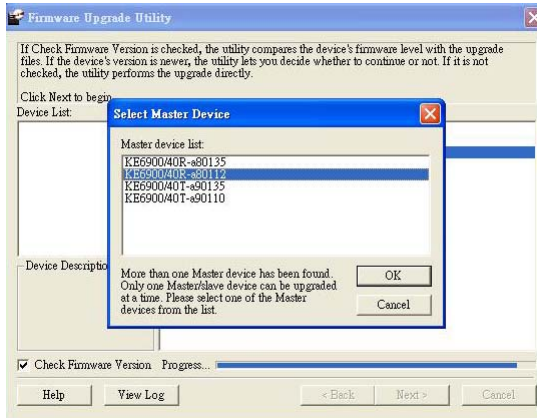 Firmware Upgrade Utility
If Check Firmware Version is checked, the utility compares the device's firmware level with the upgrade
files. If the device's version is newer, the utility lets you decide whether to continue or not. If it is not
checked, the utility performs the upgrade directly.
Click Next to begin
Device List:
Select Master Device
Master device list:
KE6900/40R-a80135
KE6900/40R-a80112
KE6900/40T-a90135
KE6900/40T-a90110
More than one Master device has been found.
Only one Master/slave device can be upgraded
at a time. Please select one of the Master
devices from the list.
OK
Cancel
Device Descriptio
Check Firmware Version Progress...
Help
View Log
< Back
Next >
Cancel